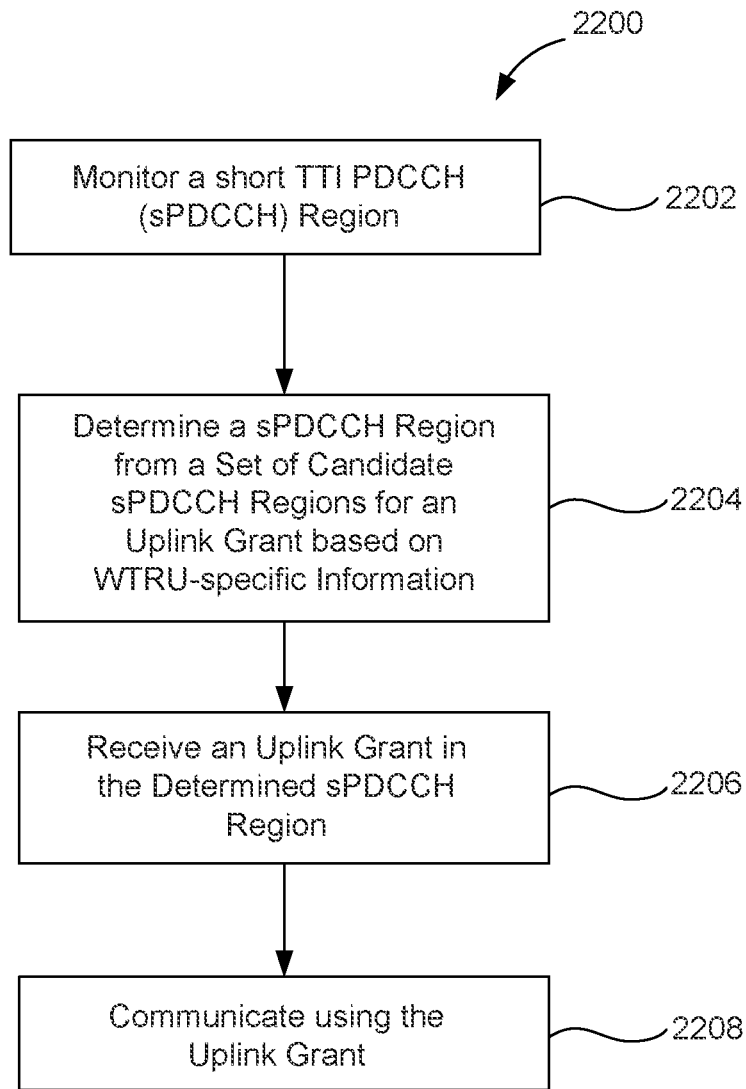 2200
Monitor a short TTI PDCCH
(sPDCCH) Region
2202
Determine a sPDCCH Region
from a Set of Candidate
sPDCCH Regions for an
Uplink Grant based on
WTRU-specific Information
2204
Receive an Uplink Grant in
the Determined sPDCCH
Region
2206
Communicate using the
Uplink Grant
2208